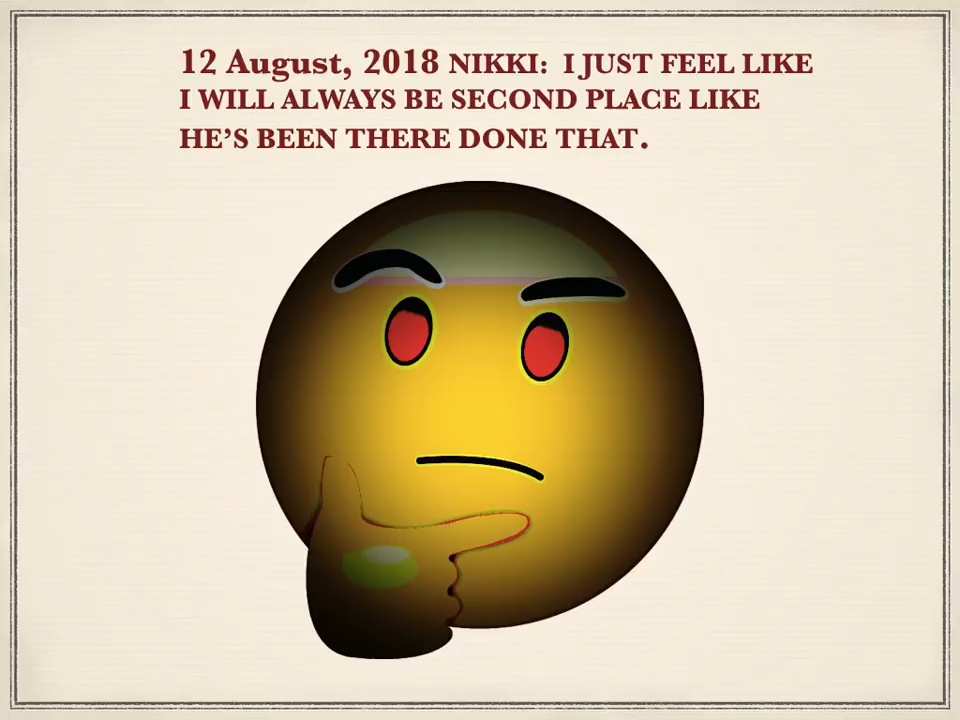 12 August, 2018 NIKKI: I JUST FEEL LIKE
I WILL ALWAYS BE SECOND PLACE LIKE
HE’S BEEN THERE DONE THAT.